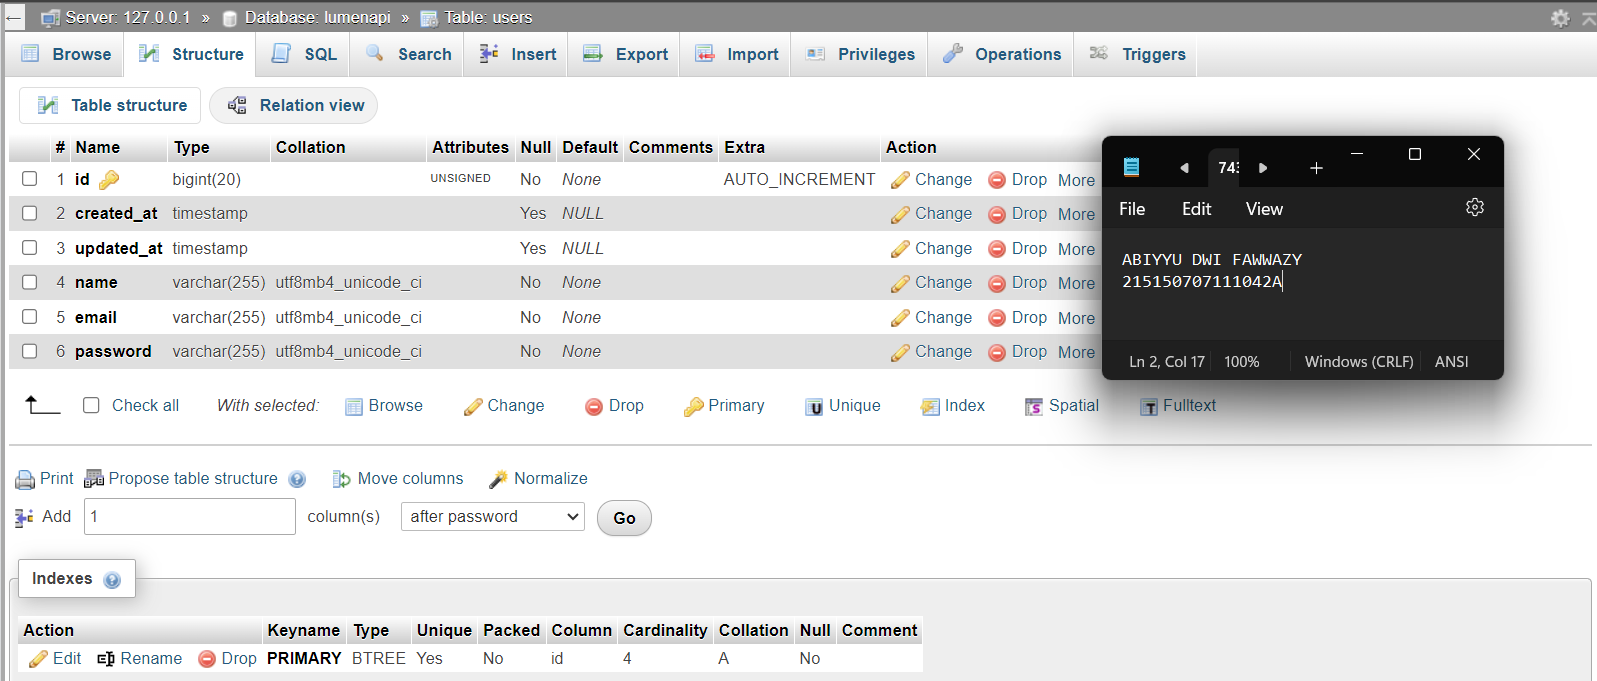 Server: 127.0.0.1 » Database: lumenapi » Table: users
Browse Structure SQL Search Insert Export Import Privileges Operations Triggers
Table structure Relation view
# Name Type Collation Attributes Null Default Comments Extra Action
1 id bigint(20) UNSIGNED No None AUTO_INCREMENT Change Drop More
2 created_at timestamp Yes NULL Change Drop More
3 updated_at timestamp Yes NULL Change Drop More
4 name varchar(255) utf8mb4_unicode_ci No None Change Drop More
5 email varchar(255) utf8mb4_unicode_ci No None Change Drop More
6 password varchar(255) utf8mb4_unicode_ci No None Change Drop More
743
File Edit View
ABIYYU DWI FAWWAZY
215150707111042A
Ln 2, Col 17 100% Windows (CRLF) ANSI
Check all With selected: Browse Change Drop Primary Unique Index Spatial Fulltext
Print Propose table structure Move columns Normalize
Add 1 column(s) after password Go
Indexes
Action Keyname Type Unique Packed Column Cardinality Collation Null Comment
Edit Rename Drop PRIMARY BTREE Yes No id 4 A No